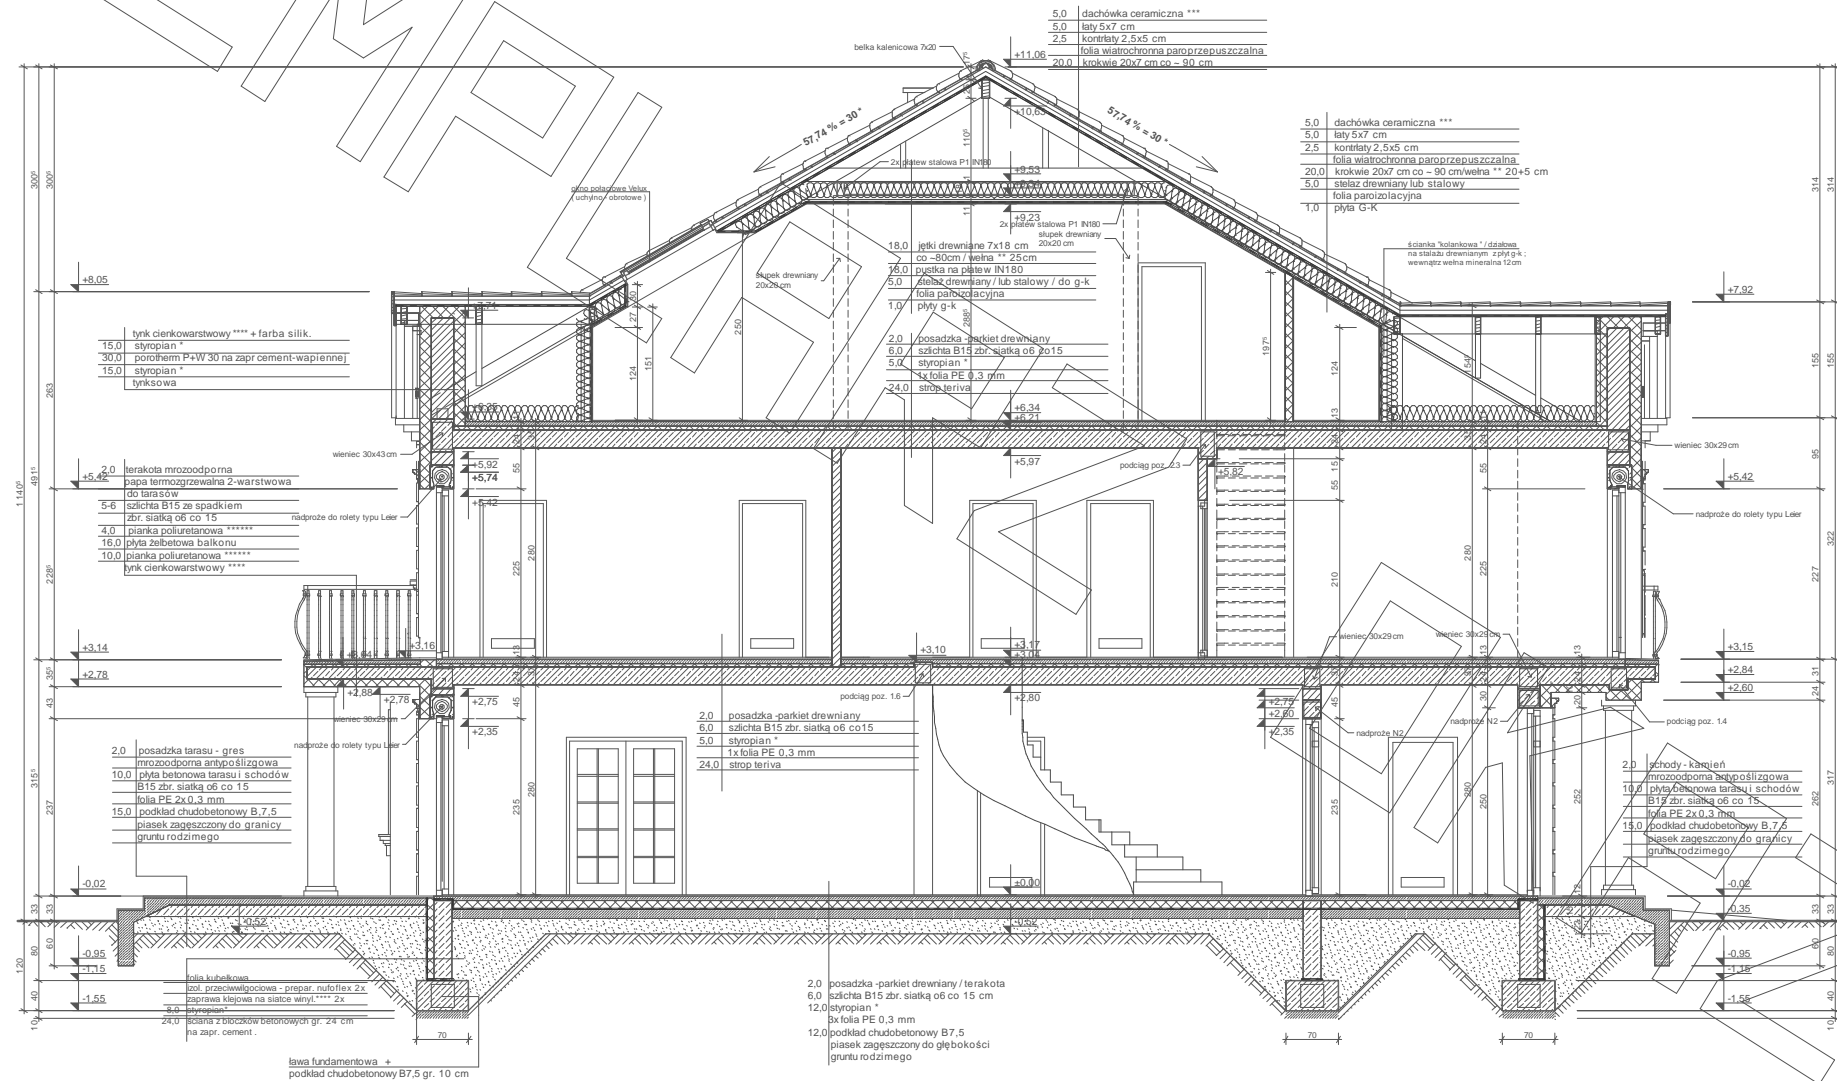 5,0 dachówka ceramiczna ***
5,0 łaty 5x7 cm
2,5 kontrłaty 2,5x5 cm
folia wiatrochronna paroprzepuszczalna
20,0 krokwie 20x7 cm co ~ 90 cm
belka kalenicowa 7x20
+11,06
+10,63
57,74 % = 30°
57,74 % = 30°
5,0 dachówka ceramiczna ***
5,0 łaty 5x7 cm
2,5 kontrłaty 2,5x5 cm
folia wiatrochronna paroprzepuszczalna
20,0 krokwie 20x7 cm co ~ 90 cm/wełna ** 20+5 cm
5,0 stelaż drewniany lub stalowy
folia paroizolacyjna
1,0 płyta G-K
2x płatew stalowa P1 IN180
+9,53
okno połaciowe Velux
( uchylno - obrotowe )
+9,23
2x płatew stalowa P1 IN180
słupek drewniany
20x20 cm
ścianka "kolankowa " / działowa
na stalażu drewnianym z płyt g-k ;
wewnątrz wełna mineralna 12cm
18,0 jętki drewniane 7x18 cm
co ~80cm / wełna ** 25cm
18,0 pustka na płatew IN180
5,0 stelaż drewniany / lub stalowy / do g-k
folia paroizolacyjna
1,0 płyty g-k
słupek drewniany
20x20 cm
+8,05
+7,92
tynk cienkowarstwowy **** + farba silik.
15,0 styropian *
30,0 porotherm P+W 30 na zapr cement-wapiennej
15,0 styropian *
tynksowa
2,0 posadzka -parkiet drewniany
6,0 szlichta B15 zbr. siatką o6 co15
5,0 styropian *
1x folia PE 0,3 mm
24,0 strop teriva
+6,34
+6,21
+5,97
wieniec 30x43cm
wieniec 30x29cm
podciąg poz. 2.3
+5,82
+5,92
+5,74
+5,42
+5,42
+5,42
2,0 terakota mrozoodporna
papa termozgrzewalna 2-warstwowa
do tarasów
5-6 szlichta B15 ze spadkiem
zbr. siatką o6 co 15
4,0 pianka poliuretanowa ******
16,0 płyta żelbetowa balkonu
10,0 pianka poliuretanowa ******
tynk cienkowarstwowy ****
nadproże do rolety typu Leier
nadproże do rolety typu Leier
wieniec 30x29cm
wieniec 30x29cm
+3,14
+2,78
+3,16
+3,10
+3,17
+3,04
+2,80
+3,15
+2,84
+2,60
+2,88
+2,78
+2,75
+2,35
+2,75
+2,60
+2,35
podciąg poz. 1.6
wieniec 30x29cm
nadproże do rolety typu Leier
nadproże N2
nadproże N2
podciąg poz. 1.4
2,0 posadzka -parkiet drewniany
6,0 szlichta B15 zbr. siatką o6 co15
5,0 styropian *
1x folia PE 0,3 mm
24,0 strop teriva
2,0 posadzka tarasu - gres
mrozoodporna antypoślizgowa
10,0 płyta betonowa tarasu i schodów
B15 zbr. siatką o6 co 15
folia PE 2x 0,3 mm
15,0 podkład chudobetonowy B,7,5
piasek zagęszczony do granicy
gruntu rodzimego
2,0 schody - kamień
mrozoodporna antypoślizgowa
10,0 płyta betonowa tarasu i schodów
B15 zbr. siatką o6 co 15
folia PE 2x 0,3 mm
15,0 podkład chudobetonowy B,7,5
piasek zagęszczony do granicy
gruntu rodzimego
±0,00
-0,02
-0,02
-0,35
-0,52
-0,52
-0,95
-1,15
-1,55
-0,95
-1,15
-1,55
folia kubełkowa
izol. przeciwwilgociowa - prepar. nufoflex 2x
zaprawa klejowa na siatce winyl.**** 2x
8,0 styropian*
24,0 ściana z bloczków betonowych gr. 24 cm
na zapr. cement .
ława fundamentowa +
podkład chudobetonowy B7,5 gr. 10 cm
2,0 posadzka -parkiet drewniany / terakota
6,0 szlichta B15 zbr. siatką o6 co 15 cm
12,0 styropian *
3x folia PE 0,3 mm
12,0 podkład chudobetonowy B7,5
piasek zagęszczony do głębokości
gruntu rodzimego
70
70
70